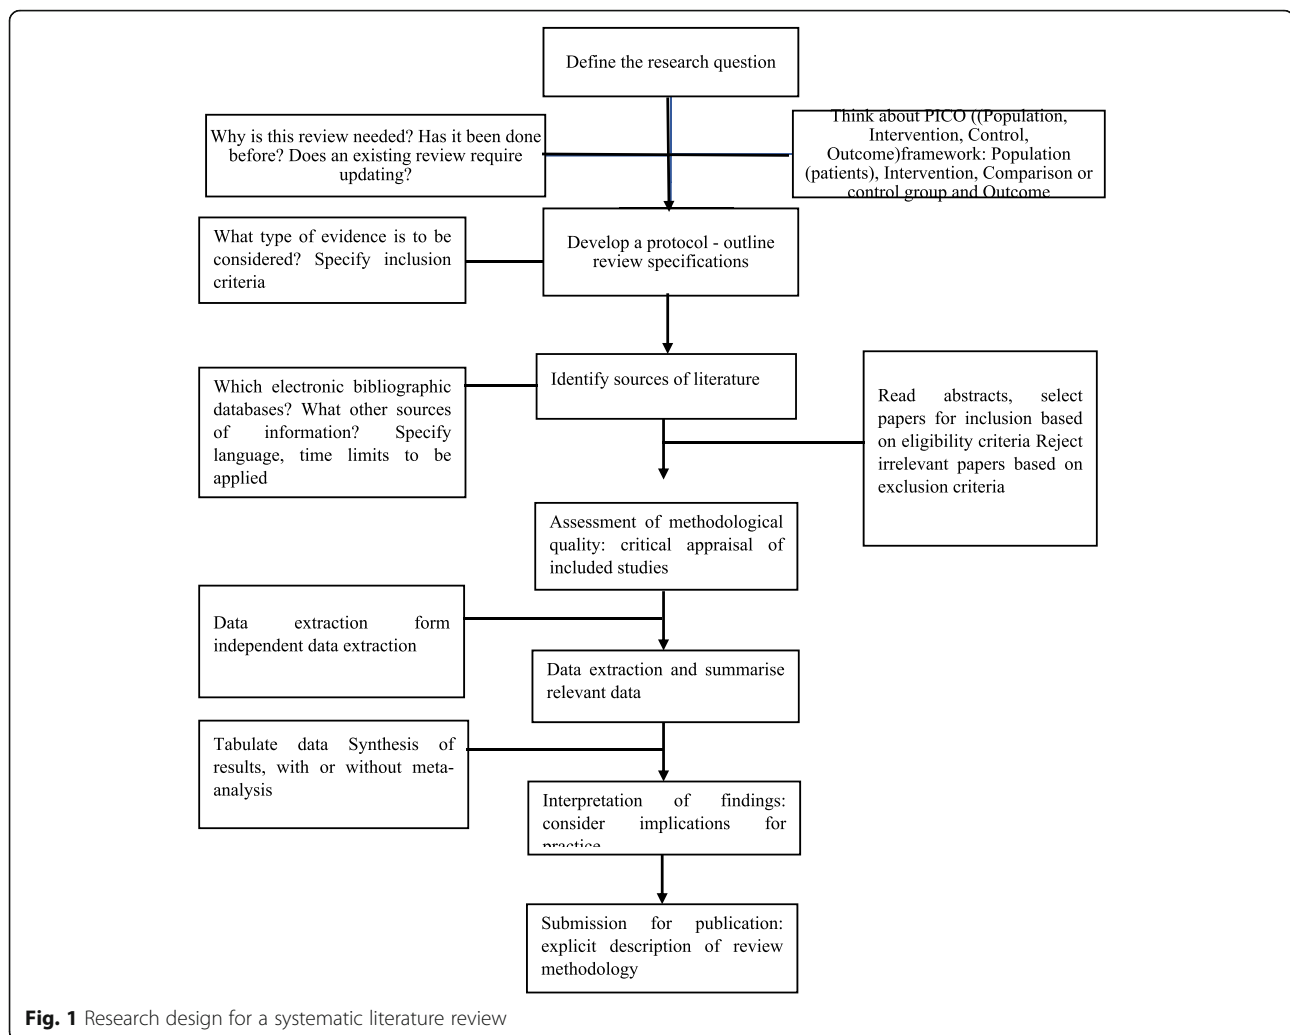 Define the research question
Why is this review needed? Has it been done
before? Does an existing review require
updating?
Think about PICO ((Population,
Intervention, Control,
Outcome)framework: Population
(patients), Intervention, Comparison or
control group and Outcome
What type of evidence is to be
considered? Specify inclusion
criteria
Develop a protocol - outline
review specifications
Identify sources of literature
Which electronic bibliographic
databases? What other sources
of information? Specify
language, time limits to be
applied
Read abstracts, select
papers for inclusion based
on eligibility criteria Reject
irrelevant papers based on
exclusion criteria
Assessment of methodological
quality: critical appraisal of
included studies
Data extraction form
independent data extraction
Data extraction and summarise
relevant data
Tabulate data Synthesis of
results, with or without meta-
analysis
Interpretation of findings:
consider implications for
practice
Submission for publication:
explicit description of review
methodology
Fig. 1 Research design for a systematic literature review